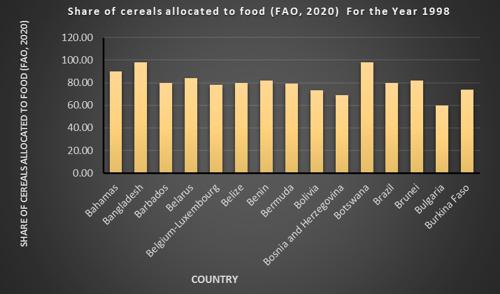 Share of cereals allocated to food (FAO, 2020) For the Year 1998
SHARE OF CEREALS ALLOCATED TO FOOD (FAO, 2020)
120.00
100.00
80.00
60.00
40.00
20.00
0.00
Bahamas
Bangladesh
Barbados
Belarus
Belgium-Luxembourg
Belize
Benin
Bermuda
Bolivia
Bosnia and Herzegovina
Botswana
Brazil
Brunei
Bulgaria
Burkina Faso
COUNTRY